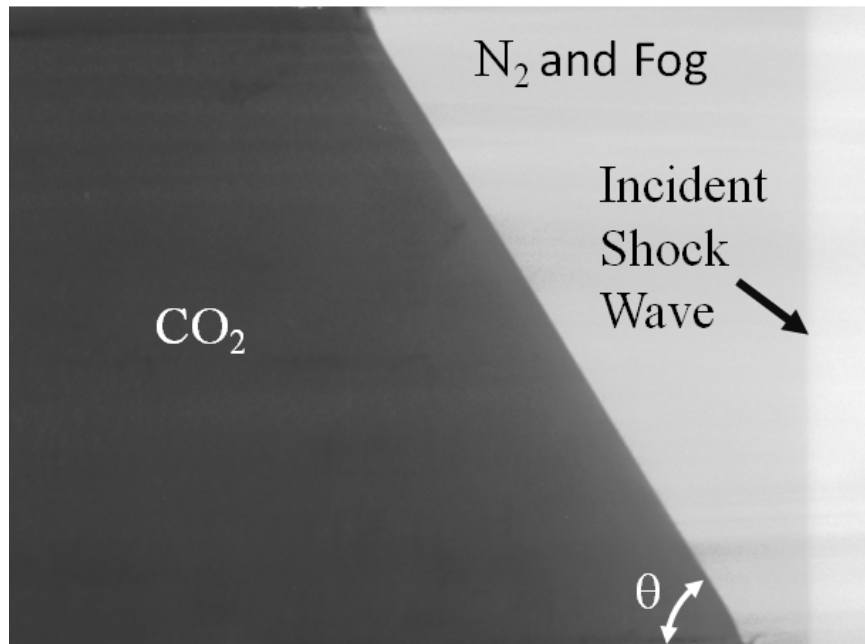 N₂ and Fog
Incident
Shock
Wave
CO₂
θ